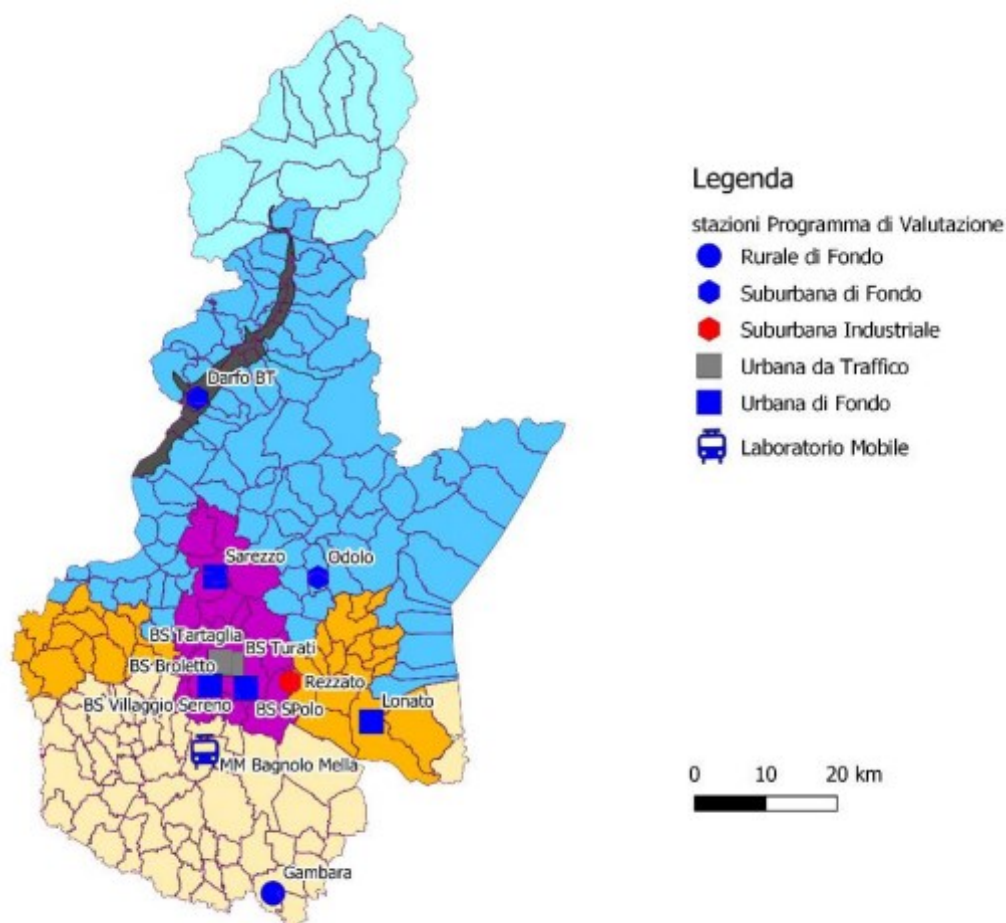 Legenda
stazioni Programma di Valutazione
Rurale di Fondo
Suburbana di Fondo
Suburbana Industriale
Urbana da Traffico
Urbana di Fondo
Laboratorio Mobile
Darfo BT
Sarezzo
Odolo
BS Tartaglia
BS Turati
BS Broletto
Rezzato
BS Villaggio Sereno
BS SPolo
Lonato
MM Bagnolo Mella
0 10 20 km
Gambara